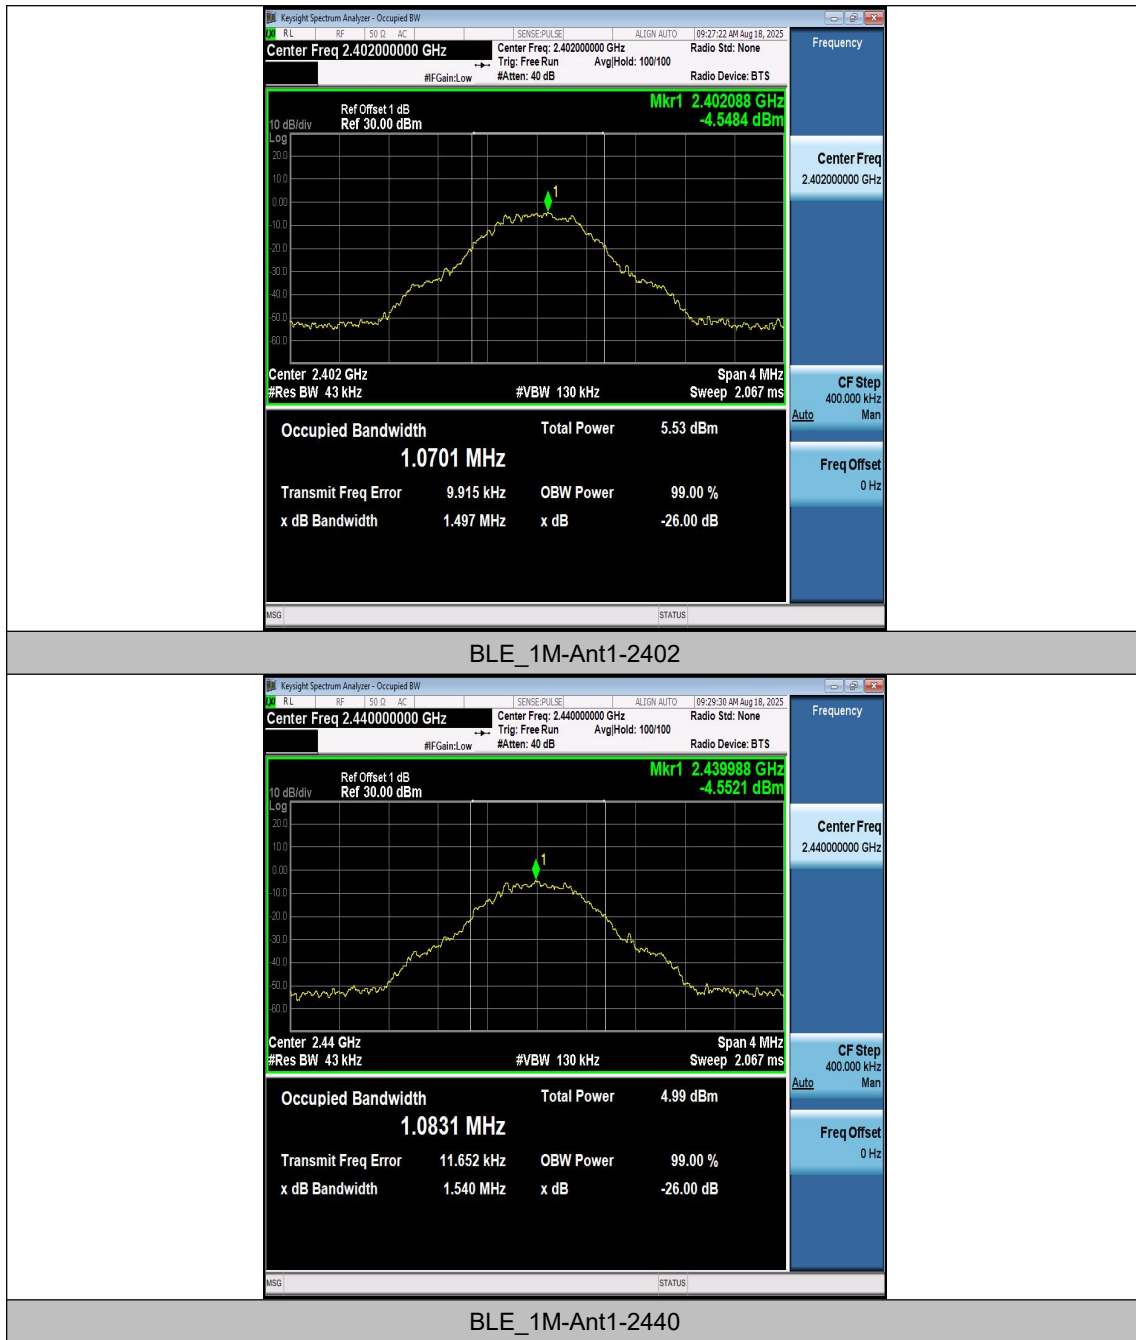 Keysight Spectrum Analyzer - Occupied BW
RL RF 50 Ω AC SENSE:PULSE ALIGN AUTO 09:27:22 AM Aug 18, 2025
Center Freq 2.402000000 GHz Center Freq: 2.402000000 GHz Radio Std: None Frequency
Trig: Free Run Avg|Hold: 100/100
#IFGain:Low #Atten: 40 dB Radio Device: BTS
Mkr1 2.402088 GHz
Ref Offset 1 dB
10 dB/div Ref 30.00 dBm -4.5484 dBm
Log
20.0
10.0
0.00
-10.0
-20.0
-30.0
-40.0
-50.0
-60.0
1
Center Freq
2.402000000 GHz
Center 2.402 GHz Span 4 MHz
#Res BW 43 kHz #VBW 130 kHz Sweep 2.067 ms
CF Step
400.000 kHz
Auto Man
Occupied Bandwidth Total Power 5.53 dBm
1.0701 MHz
Freq Offset
0 Hz
Transmit Freq Error 9.915 kHz OBW Power 99.00 %
x dB Bandwidth 1.497 MHz x dB -26.00 dB
MSG STATUS
BLE_1M-Ant1-2402
Keysight Spectrum Analyzer - Occupied BW
RL RF 50 Ω AC SENSE:PULSE ALIGN AUTO 09:29:30 AM Aug 18, 2025
Center Freq 2.440000000 GHz Center Freq: 2.440000000 GHz Radio Std: None Frequency
Trig: Free Run Avg|Hold: 100/100
#IFGain:Low #Atten: 40 dB Radio Device: BTS
Mkr1 2.439988 GHz
Ref Offset 1 dB
10 dB/div Ref 30.00 dBm -4.5521 dBm
Log
20.0
10.0
0.00
-10.0
-20.0
-30.0
-40.0
-50.0
-60.0
1
Center Freq
2.440000000 GHz
Center 2.44 GHz Span 4 MHz
#Res BW 43 kHz #VBW 130 kHz Sweep 2.067 ms
CF Step
400.000 kHz
Auto Man
Occupied Bandwidth Total Power 4.99 dBm
1.0831 MHz
Freq Offset
0 Hz
Transmit Freq Error 11.652 kHz OBW Power 99.00 %
x dB Bandwidth 1.540 MHz x dB -26.00 dB
MSG STATUS
BLE_1M-Ant1-2440